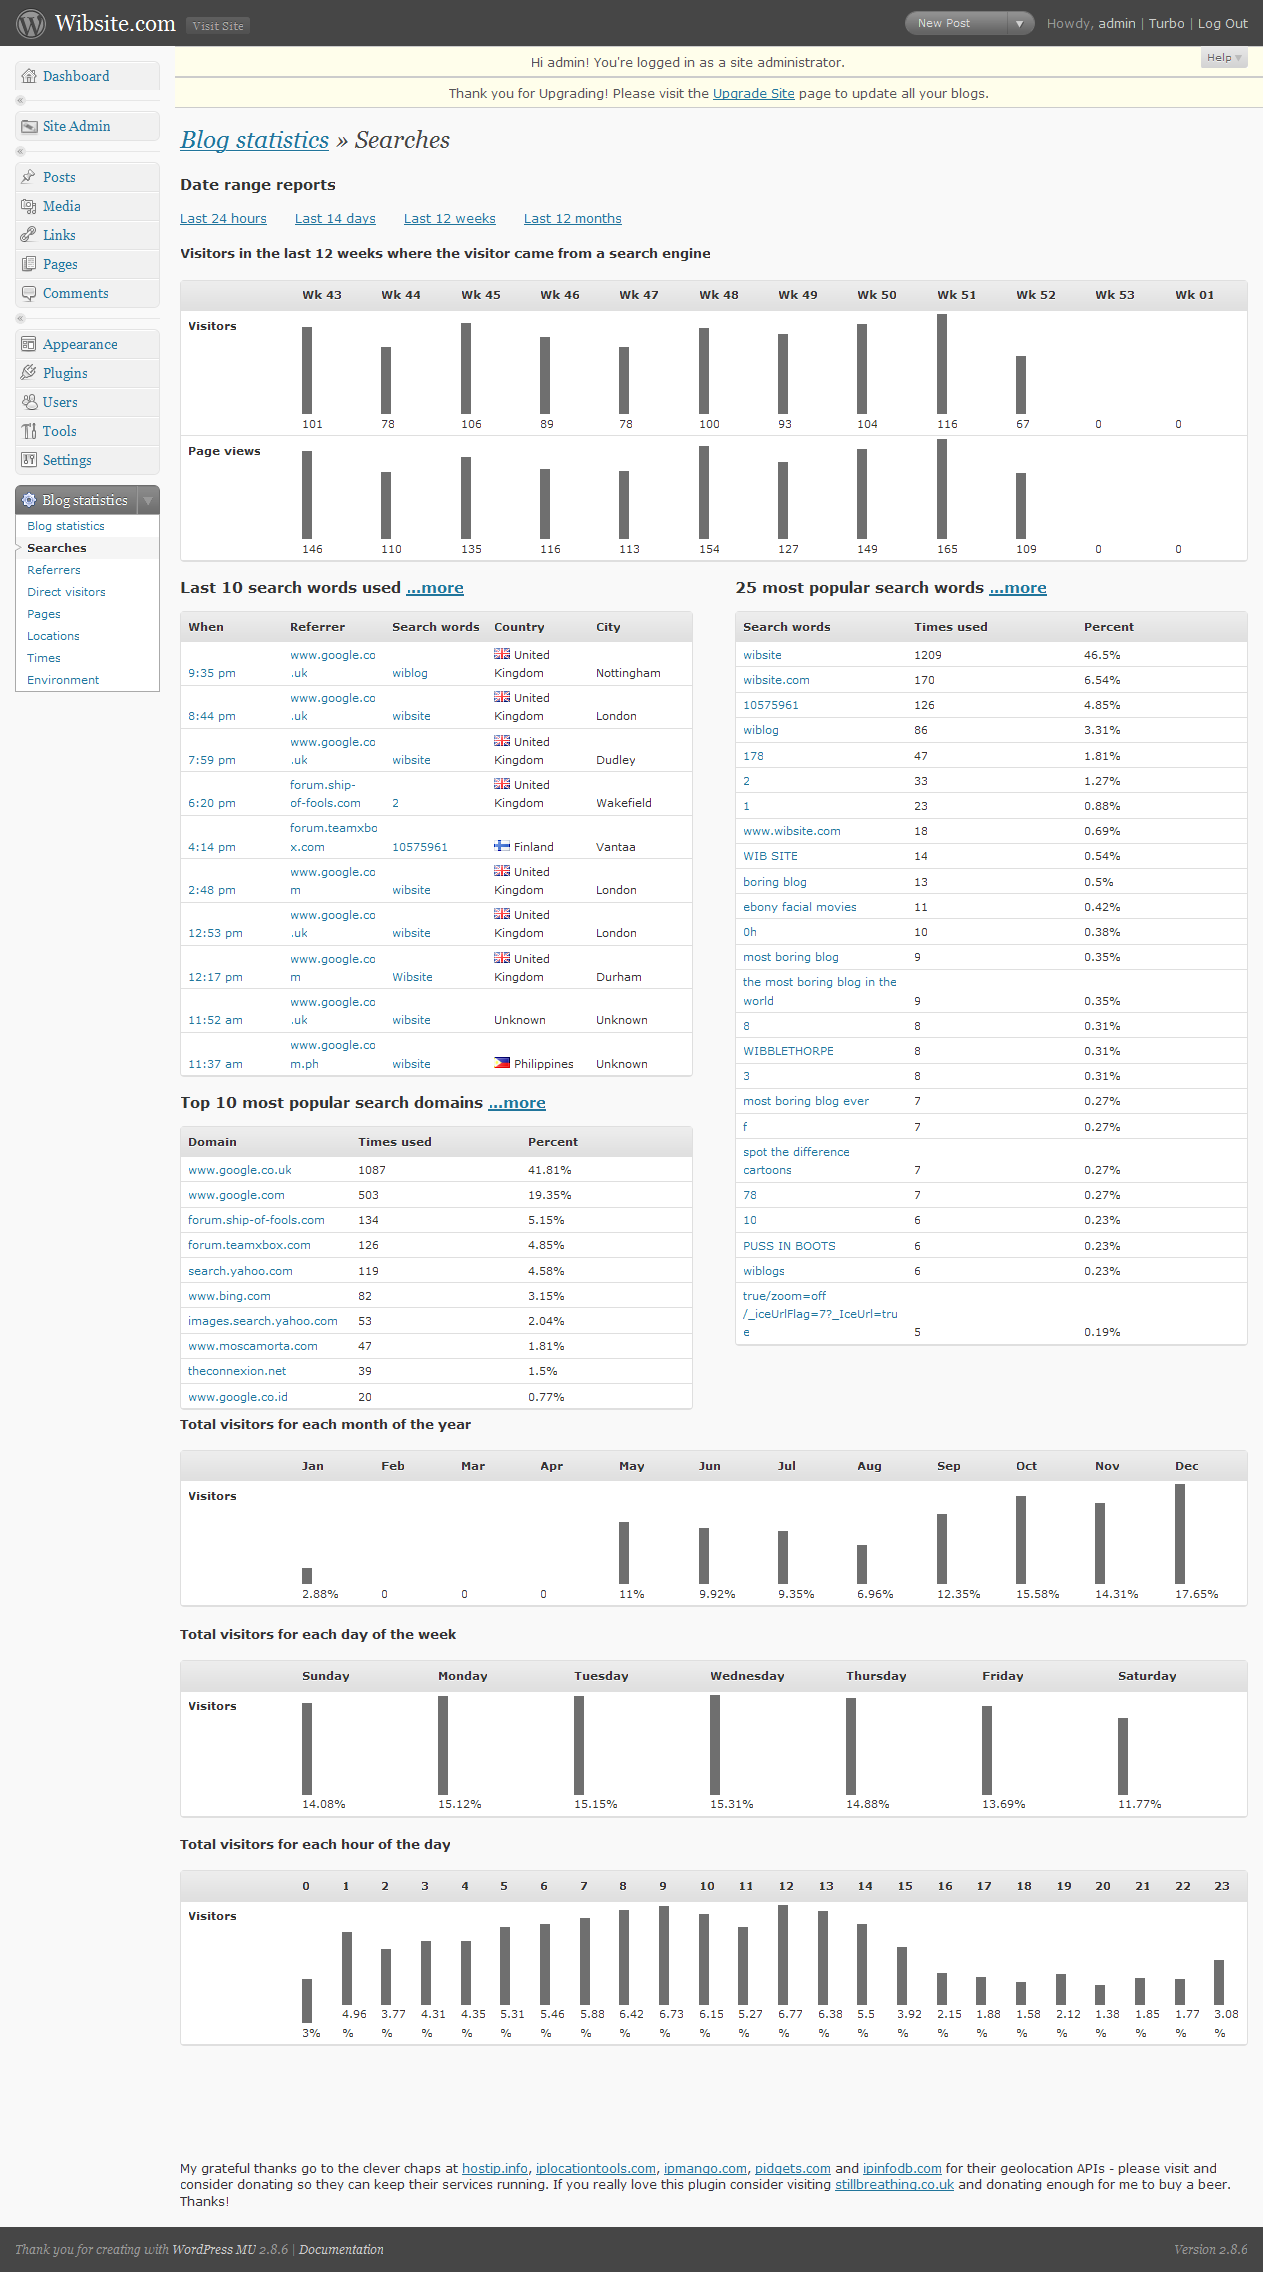 Wibsite.com Visit Site New Post Howdy, admin | Turbo | Log Out
Hi admin! You're logged in as a site administrator. Help
Thank you for Upgrading! Please visit the Upgrade Site page to update all your blogs.
Dashboard
Site Admin
Posts
Media
Links
Pages
Comments
Appearance
Plugins
Users
Tools
Settings
Blog statistics
Blog statistics
Searches
Referrers
Direct visitors
Pages
Locations
Times
Environment
Blog statistics » Searches
Date range reports
Last 24 hours Last 14 days Last 12 weeks Last 12 months
Visitors in the last 12 weeks where the visitor came from a search engine
Wk 43 Wk 44 Wk 45 Wk 46 Wk 47 Wk 48 Wk 49 Wk 50 Wk 51 Wk 52 Wk 53 Wk 01
Visitors
101 78 106 89 78 100 93 104 116 67 0 0
Page views
146 110 135 116 113 154 127 149 165 109 0 0
Last 10 search words used ...more
When Referrer Search words Country City
www.google.co United
9:35 pm .uk wiblog Kingdom Nottingham
www.google.co United
8:44 pm .uk wibsite Kingdom London
www.google.co United
7:59 pm .uk wibsite Kingdom Dudley
forum.ship- United
6:20 pm of-fools.com 2 Kingdom Wakefield
forum.teamxbo
4:14 pm x.com 10575961 Finland Vantaa
www.google.co United
2:48 pm m wibsite Kingdom London
www.google.co United
12:53 pm .uk wibsite Kingdom London
www.google.co United
12:17 pm m Wibsite Kingdom Durham
www.google.co
11:52 am .uk wibsite Unknown Unknown
www.google.co
11:37 am m.ph wibsite Philippines Unknown
Top 10 most popular search domains ...more
Domain Times used Percent
www.google.co.uk 1087 41.81%
www.google.com 503 19.35%
forum.ship-of-fools.com 134 5.15%
forum.teamxbox.com 126 4.85%
search.yahoo.com 119 4.58%
www.bing.com 82 3.15%
images.search.yahoo.com 53 2.04%
www.moscamorta.com 47 1.81%
theconnexion.net 39 1.5%
www.google.co.id 20 0.77%
25 most popular search words ...more
Search words Times used Percent
wibsite 1209 46.5%
wibsite.com 170 6.54%
10575961 126 4.85%
wiblog 86 3.31%
178 47 1.81%
2 33 1.27%
1 23 0.88%
www.wibsite.com 18 0.69%
WIB SITE 14 0.54%
boring blog 13 0.5%
ebony facial movies 11 0.42%
0h 10 0.38%
most boring blog 9 0.35%
the most boring blog in the
world 9 0.35%
8 8 0.31%
WIBBLETHORPE 8 0.31%
3 8 0.31%
most boring blog ever 7 0.27%
f 7 0.27%
spot the difference
cartoons 7 0.27%
78 7 0.27%
10 6 0.23%
PUSS IN BOOTS 6 0.23%
wiblogs 6 0.23%
true/zoom=off
/_iceUrlFlag=7?_IceUrl=tru
e 5 0.19%
Total visitors for each month of the year
Jan Feb Mar Apr May Jun Jul Aug Sep Oct Nov Dec
Visitors
2.88% 0 0 0 11% 9.92% 9.35% 6.96% 12.35% 15.58% 14.31% 17.65%
Total visitors for each day of the week
Sunday Monday Tuesday Wednesday Thursday Friday Saturday
Visitors
14.08% 15.12% 15.15% 15.31% 14.88% 13.69% 11.77%
Total visitors for each hour of the day
0 1 2 3 4 5 6 7 8 9 10 11 12 13 14 15 16 17 18 19 20 21 22 23
Visitors
4.96 3.77 4.31 4.35 5.31 5.46 5.88 6.42 6.73 6.15 5.27 6.77 6.38 5.5 3.92 2.15 1.88 1.58 2.12 1.38 1.85 1.77 3.08
3% % % % % % % % % % % % % % % % % % % % % % % %
My grateful thanks go to the clever chaps at hostip.info, iplocationtools.com, ipmango.com, pidgets.com and ipinfodb.com for their geolocation APIs - please visit and
consider donating so they can keep their services running. If you really love this plugin consider visiting stillbreathing.co.uk and donating enough for me to buy a beer.
Thanks!
Thank you for creating with WordPress MU 2.8.6 | Documentation Version 2.8.6